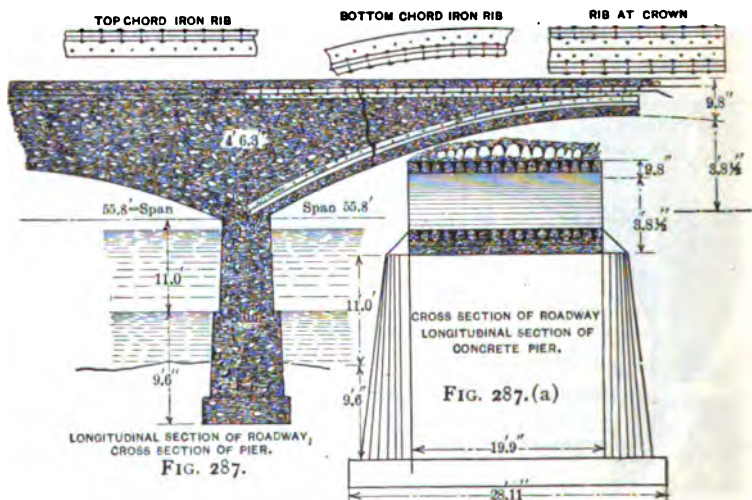 TOP CHORD IRON RIB
BOTTOM CHORD IRON RIB
RIB AT CROWN
9.8"
3.8½"
4' 6.3"
9.8"
3.8½"
55.8'=Span
Span 55.8'
11.0'
11.0'
9'6"
9'6"
CROSS SECTION OF ROADWAY
LONGITUDINAL SECTION OF
CONCRETE PIER.
FIG. 287.(a)
LONGITUDINAL SECTION OF ROADWAY;
CROSS SECTION OF PIER.
FIG. 287.
19'.9"
28'.11"